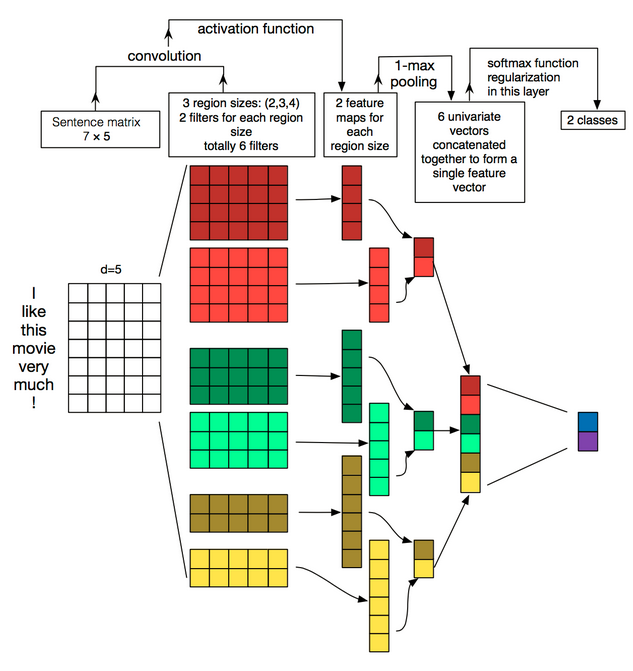 activation function
convolution
1-max
pooling
softmax function
regularization
in this layer
Sentence matrix
7 × 5
3 region sizes: (2,3,4)
2 filters for each region
size
totally 6 filters
2 feature
maps for
each
region size
6 univariate
vectors
concatenated
together to form a
single feature
vector
2 classes
d=5
I
like
this
movie
very
much
!